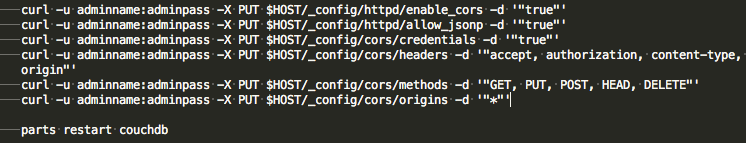 curl -u adminname:adminpass -X PUT $HOST/_config/httpd/enable_cors -d '"true"'
curl -u adminname:adminpass -X PUT $HOST/_config/httpd/allow_jsonp -d '"true"'
curl -u adminname:adminpass -X PUT $HOST/_config/cors/credentials -d '"true"'
curl -u adminname:adminpass -X PUT $HOST/_config/cors/headers -d '"accept, authorization, content-type,
origin"'
curl -u adminname:adminpass -X PUT $HOST/_config/cors/methods -d '"GET, PUT, POST, HEAD, DELETE"'
curl -u adminname:adminpass -X PUT $HOST/_config/cors/origins -d '"*"'
parts restart couchdb